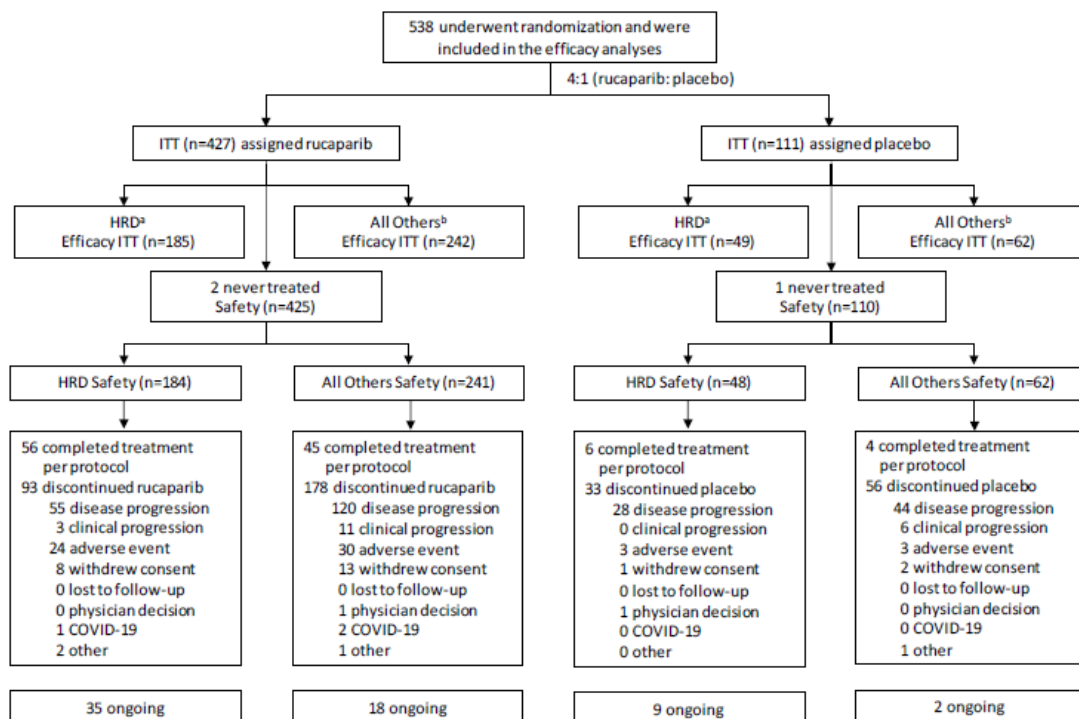 538 underwent randomization and were
included in the efficacy analyses
4:1 (rucaparib: placebo)
ITT (n=427) assigned rucaparib
ITT (n=111) assigned placebo
HRDᵃ
Efficacy ITT (n=185)
All Othersᵇ
Efficacy ITT (n=242)
HRDᵃ
Efficacy ITT (n=49)
All Othersᵇ
Efficacy ITT (n=62)
2 never treated
Safety (n=425)
1 never treated
Safety (n=110)
HRD Safety (n=184)
All Others Safety (n=241)
HRD Safety (n=48)
All Others Safety (n=62)
56 completed treatment
per protocol
93 discontinued rucaparib
55 disease progression
3 clinical progression
24 adverse event
8 withdrew consent
0 lost to follow-up
0 physician decision
1 COVID-19
2 other
45 completed treatment
per protocol
178 discontinued rucaparib
120 disease progression
11 clinical progression
30 adverse event
13 withdrew consent
0 lost to follow-up
1 physician decision
2 COVID-19
1 other
6 completed treatment
per protocol
33 discontinued placebo
28 disease progression
0 clinical progression
3 adverse event
1 withdrew consent
0 lost to follow-up
1 physician decision
0 COVID-19
0 other
4 completed treatment
per protocol
56 discontinued placebo
44 disease progression
6 clinical progression
3 adverse event
2 withdrew consent
0 lost to follow-up
0 physician decision
0 COVID-19
1 other
35 ongoing
18 ongoing
9 ongoing
2 ongoing